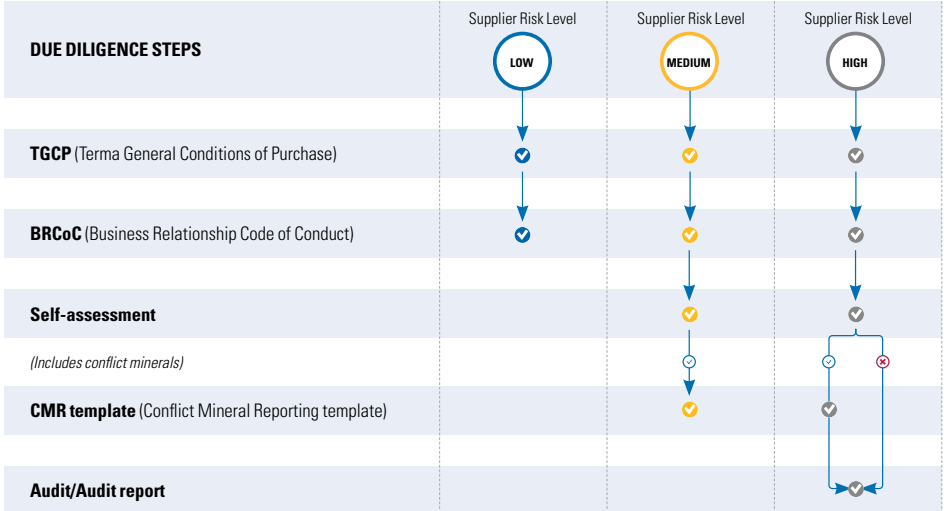 Supplier Risk Level
Supplier Risk Level
Supplier Risk Level
DUE DILIGENCE STEPS
LOW
MEDIUM
HIGH
TGCP (Terma General Conditions of Purchase)
BRCoC (Business Relationship Code of Conduct)
Self-assessment
(Includes conflict minerals)
CMR template (Conflict Mineral Reporting template)
Audit/Audit report